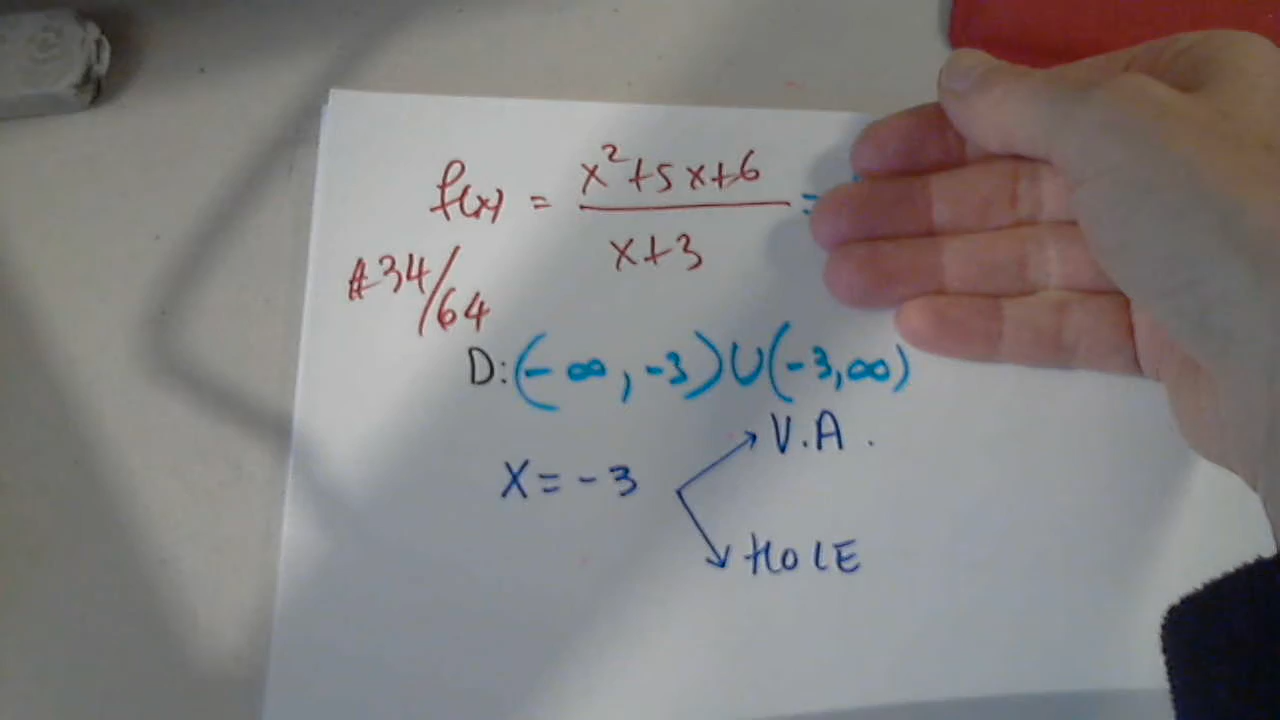 f(x) = x²+5x+6 / x+3 =
#34/64
D: (-∞, -3)∪(-3, ∞)
V.A.
x = -3
HOLE